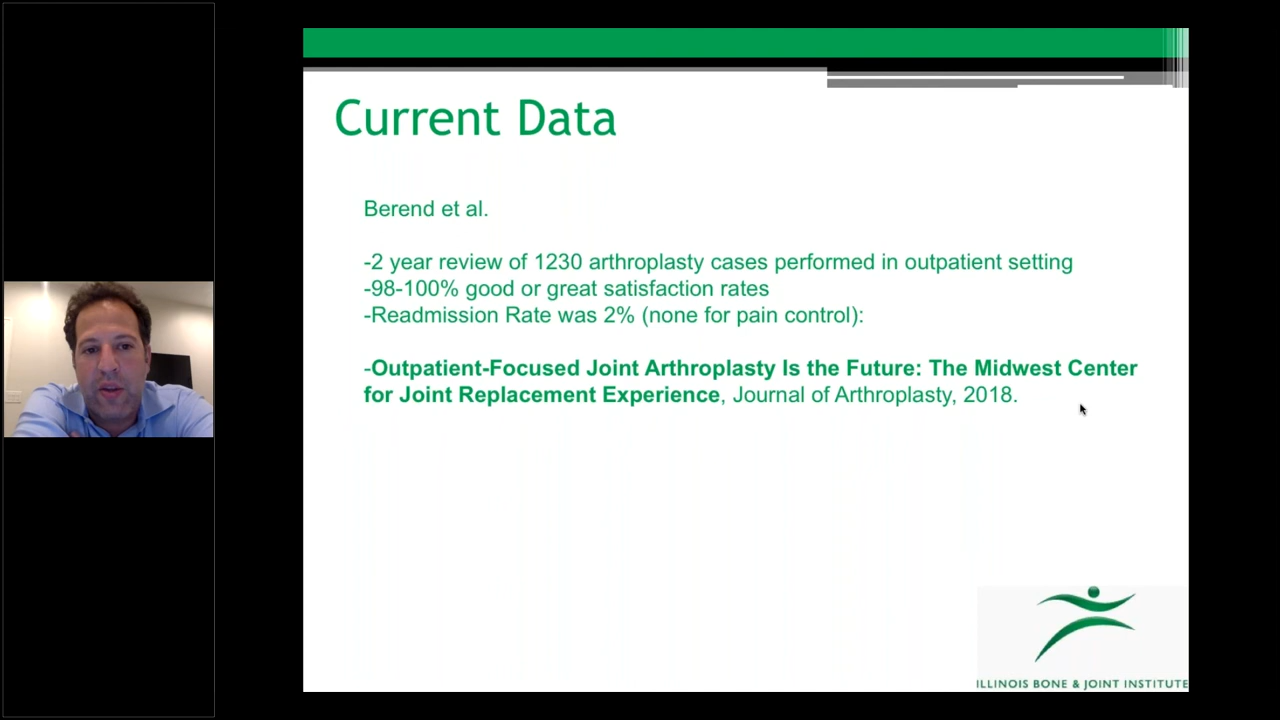 Current Data
Berend et al.
-2 year review of 1230 arthroplasty cases performed in outpatient setting
-98-100% good or great satisfaction rates
-Readmission Rate was 2% (none for pain control):
-Outpatient-Focused Joint Arthroplasty Is the Future: The Midwest Center
for Joint Replacement Experience, Journal of Arthroplasty, 2018.
ILLINOIS BONE & JOINT INSTITUTE